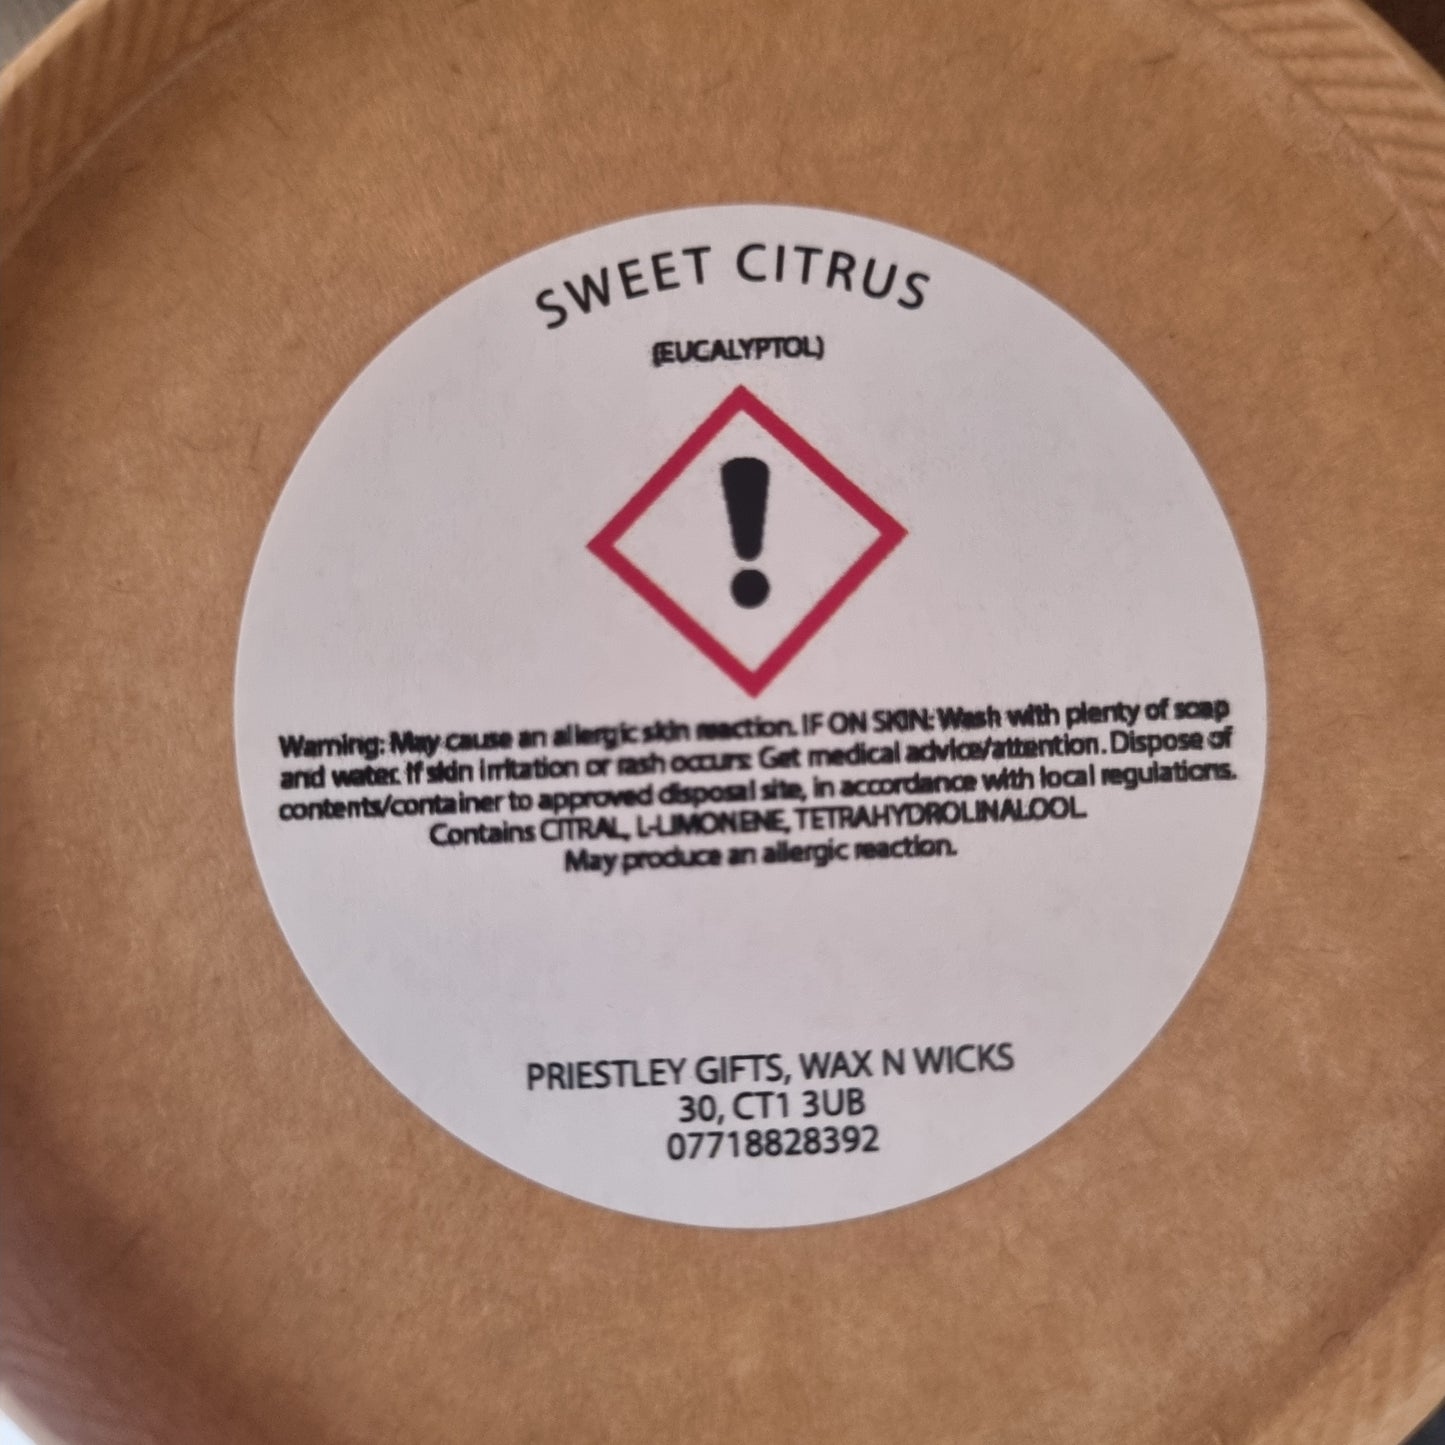 SWEET CITRUS
(EUCALYPTOL)
!
Warning: May cause an allergic skin reaction. IF ON SKIN: Wash with plenty of soap
and water. If skin irritation or rash occurs: Get medical advice/attention. Dispose of
contents/container to approved disposal site, in accordance with local regulations.
Contains CITRAL, L-LIMONENE, TETRAHYDROLINALOOL.
May produce an allergic reaction.
PRIESTLEY GIFTS, WAX N WICKS
30, CT1 3UB
07718828392